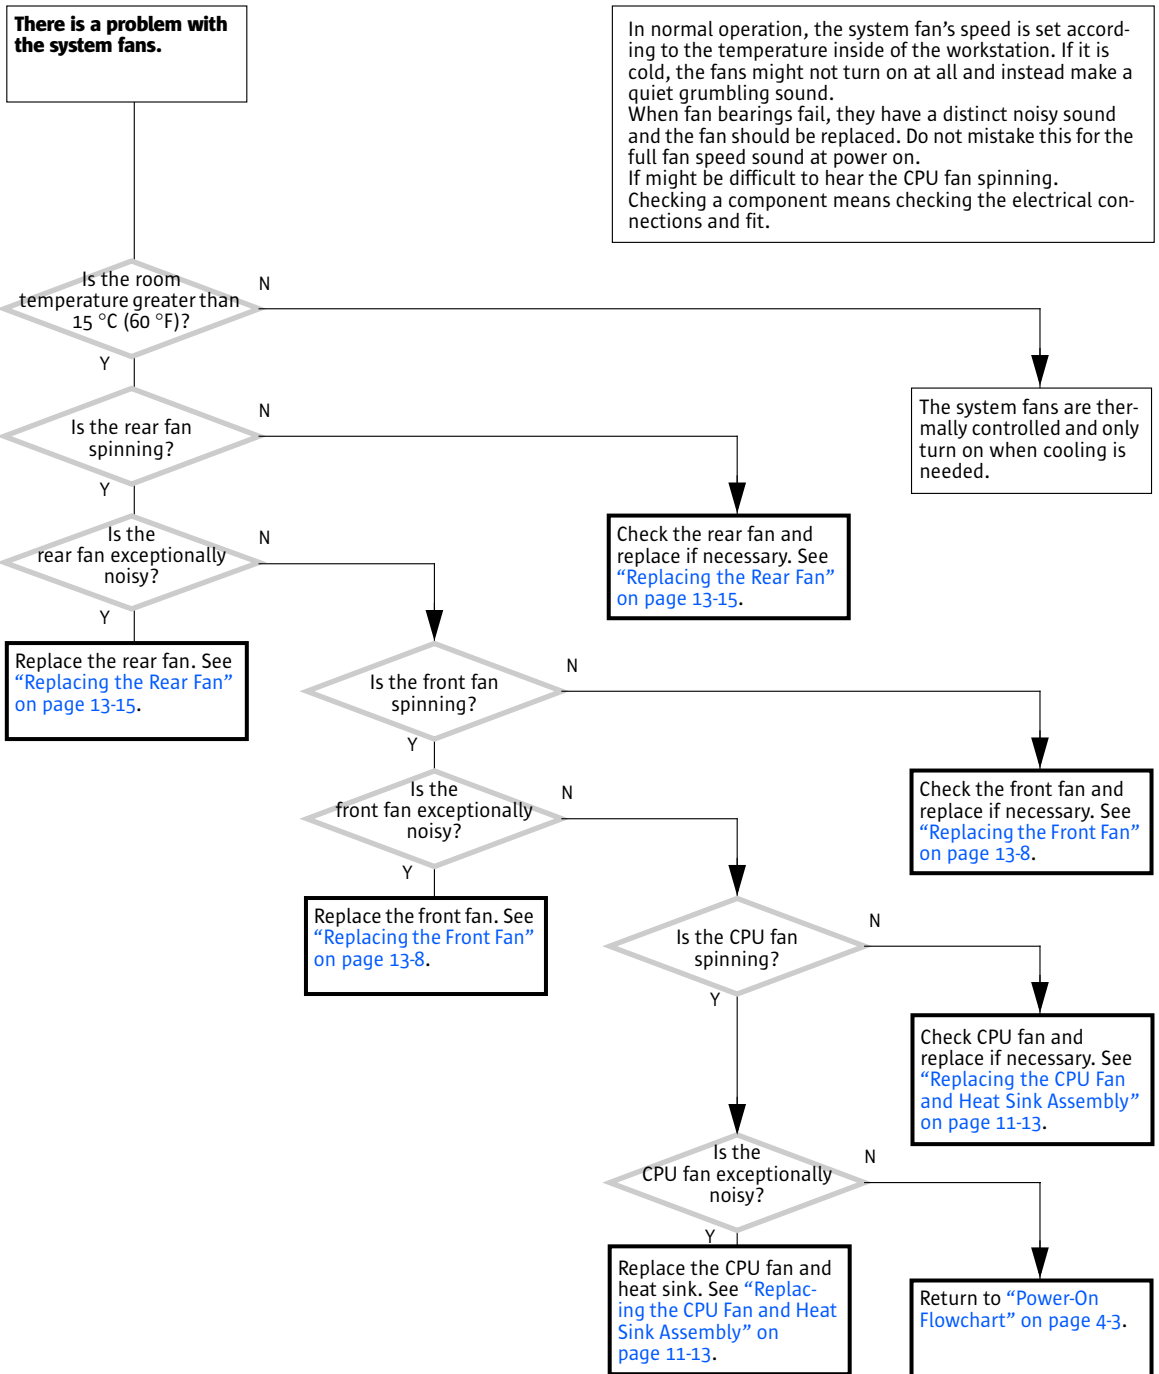 There is a problem with
the system fans.
In normal operation, the system fan's speed is set accord-
ing to the temperature inside of the workstation. If it is
cold, the fans might not turn on at all and instead make a
quiet grumbling sound.
When fan bearings fail, they have a distinct noisy sound
and the fan should be replaced. Do not mistake this for the
full fan speed sound at power on.
If might be difficult to hear the CPU fan spinning.
Checking a component means checking the electrical con-
nections and fit.
Is the room
temperature greater than
15 °C (60 °F)?
N
Y
The system fans are ther-
mally controlled and only
turn on when cooling is
needed.
Is the rear fan
spinning?
N
Y
Check the rear fan and
replace if necessary. See
“Replacing the Rear Fan”
on page 13-15.
Is the
rear fan exceptionally
noisy?
N
Y
Replace the rear fan. See
“Replacing the Rear Fan”
on page 13-15.
Is the front fan
spinning?
N
Y
Check the front fan and
replace if necessary. See
“Replacing the Front Fan”
on page 13-8.
Is the
front fan exceptionally
noisy?
N
Y
Replace the front fan. See
“Replacing the Front Fan”
on page 13-8.
Is the CPU fan
spinning?
N
Y
Check CPU fan and
replace if necessary. See
“Replacing the CPU Fan
and Heat Sink Assembly”
on page 11-13.
Is the
CPU fan exceptionally
noisy?
N
Y
Replace the CPU fan and
heat sink. See “Replac-
ing the CPU Fan and Heat
Sink Assembly” on
page 11-13.
Return to “Power-On
Flowchart” on page 4-3.